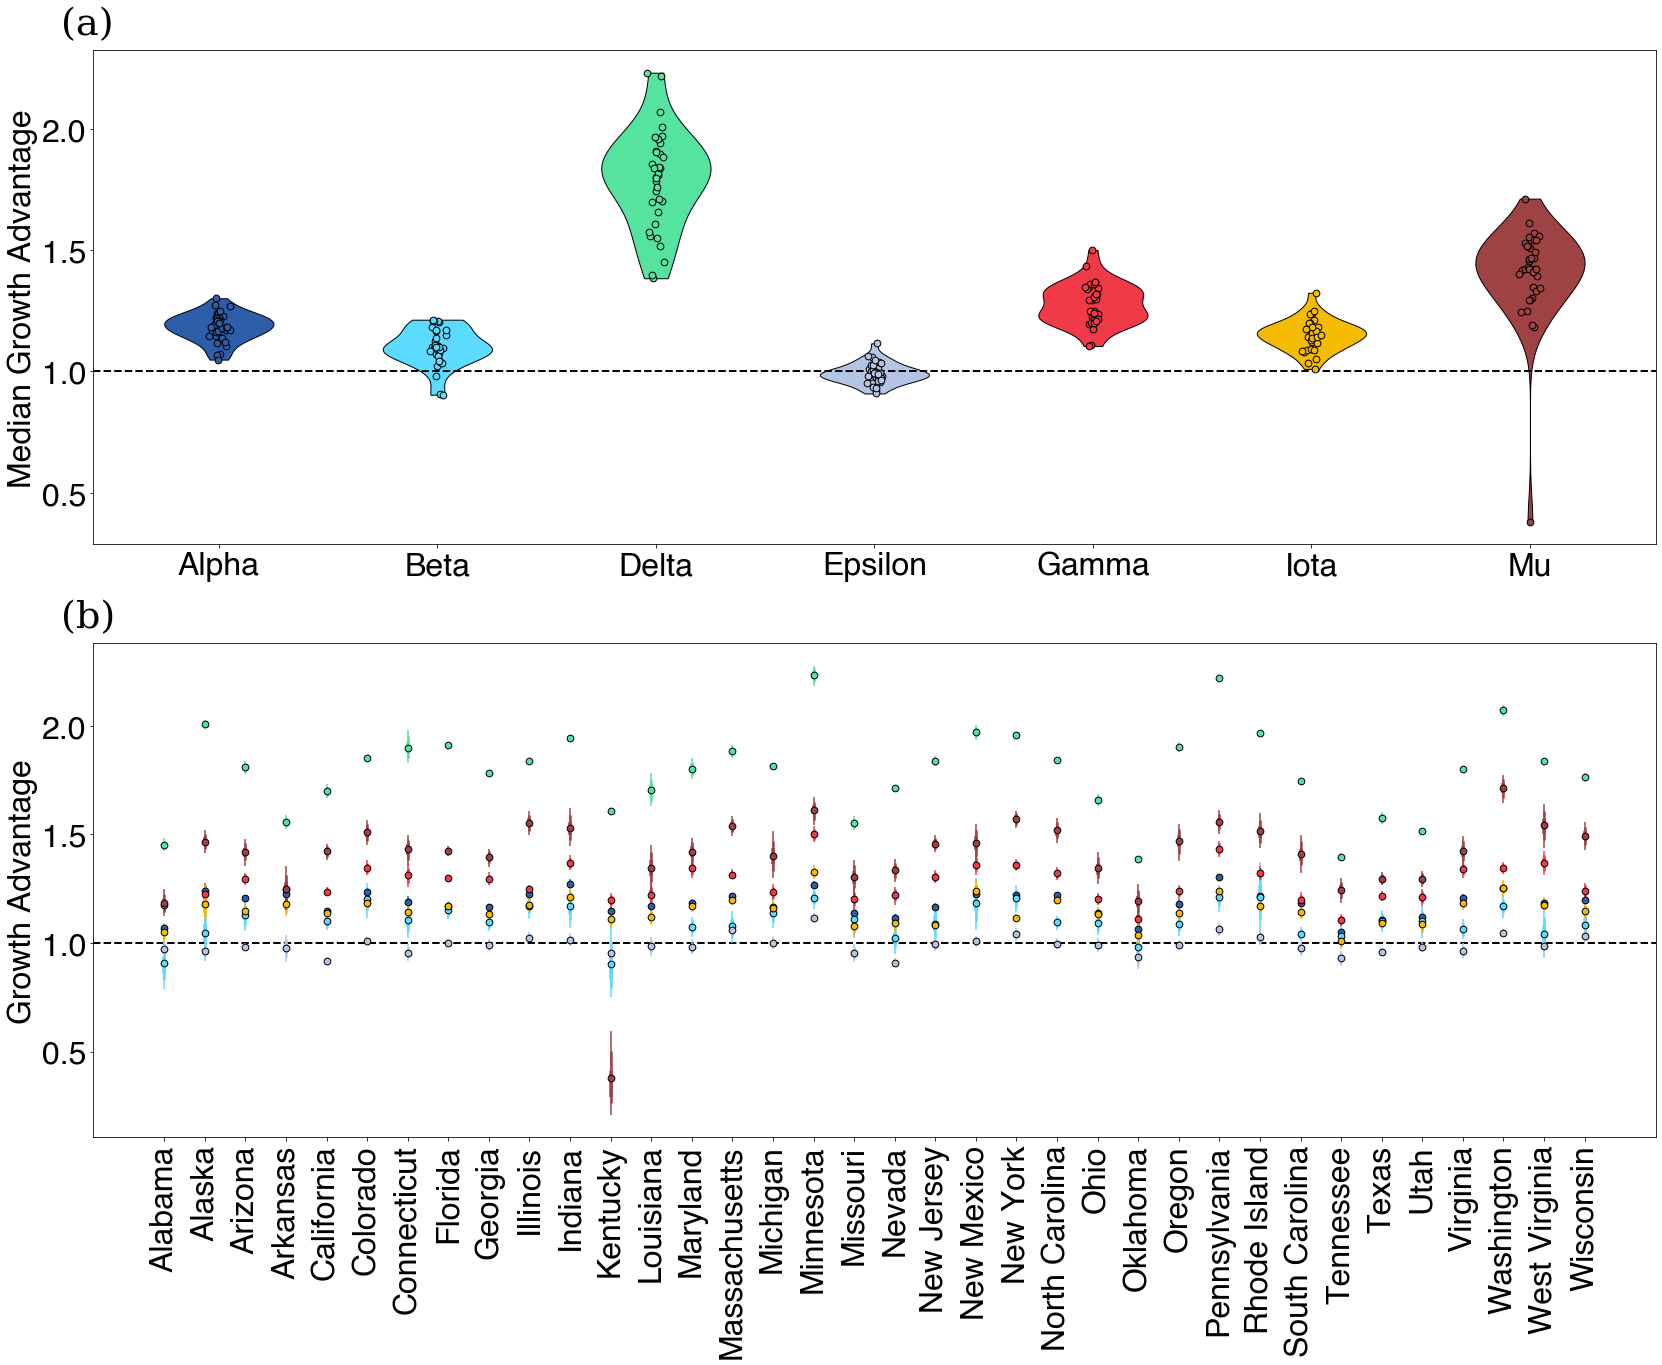 (a)
Median Growth Advantage
2.0
1.5
1.0
0.5
Alpha
Beta
Delta
Epsilon
Gamma
Iota
Mu
(b)
Growth Advantage
2.0
1.5
1.0
0.5
Alabama
Alaska
Arizona
Arkansas
California
Colorado
Connecticut
Florida
Georgia
Illinois
Indiana
Kentucky
Louisiana
Maryland
Massachusetts
Michigan
Minnesota
Missouri
Nevada
New Jersey
New Mexico
New York
North Carolina
Ohio
Oklahoma
Oregon
Pennsylvania
Rhode Island
South Carolina
Tennessee
Texas
Utah
Virginia
Washington
West Virginia
Wisconsin